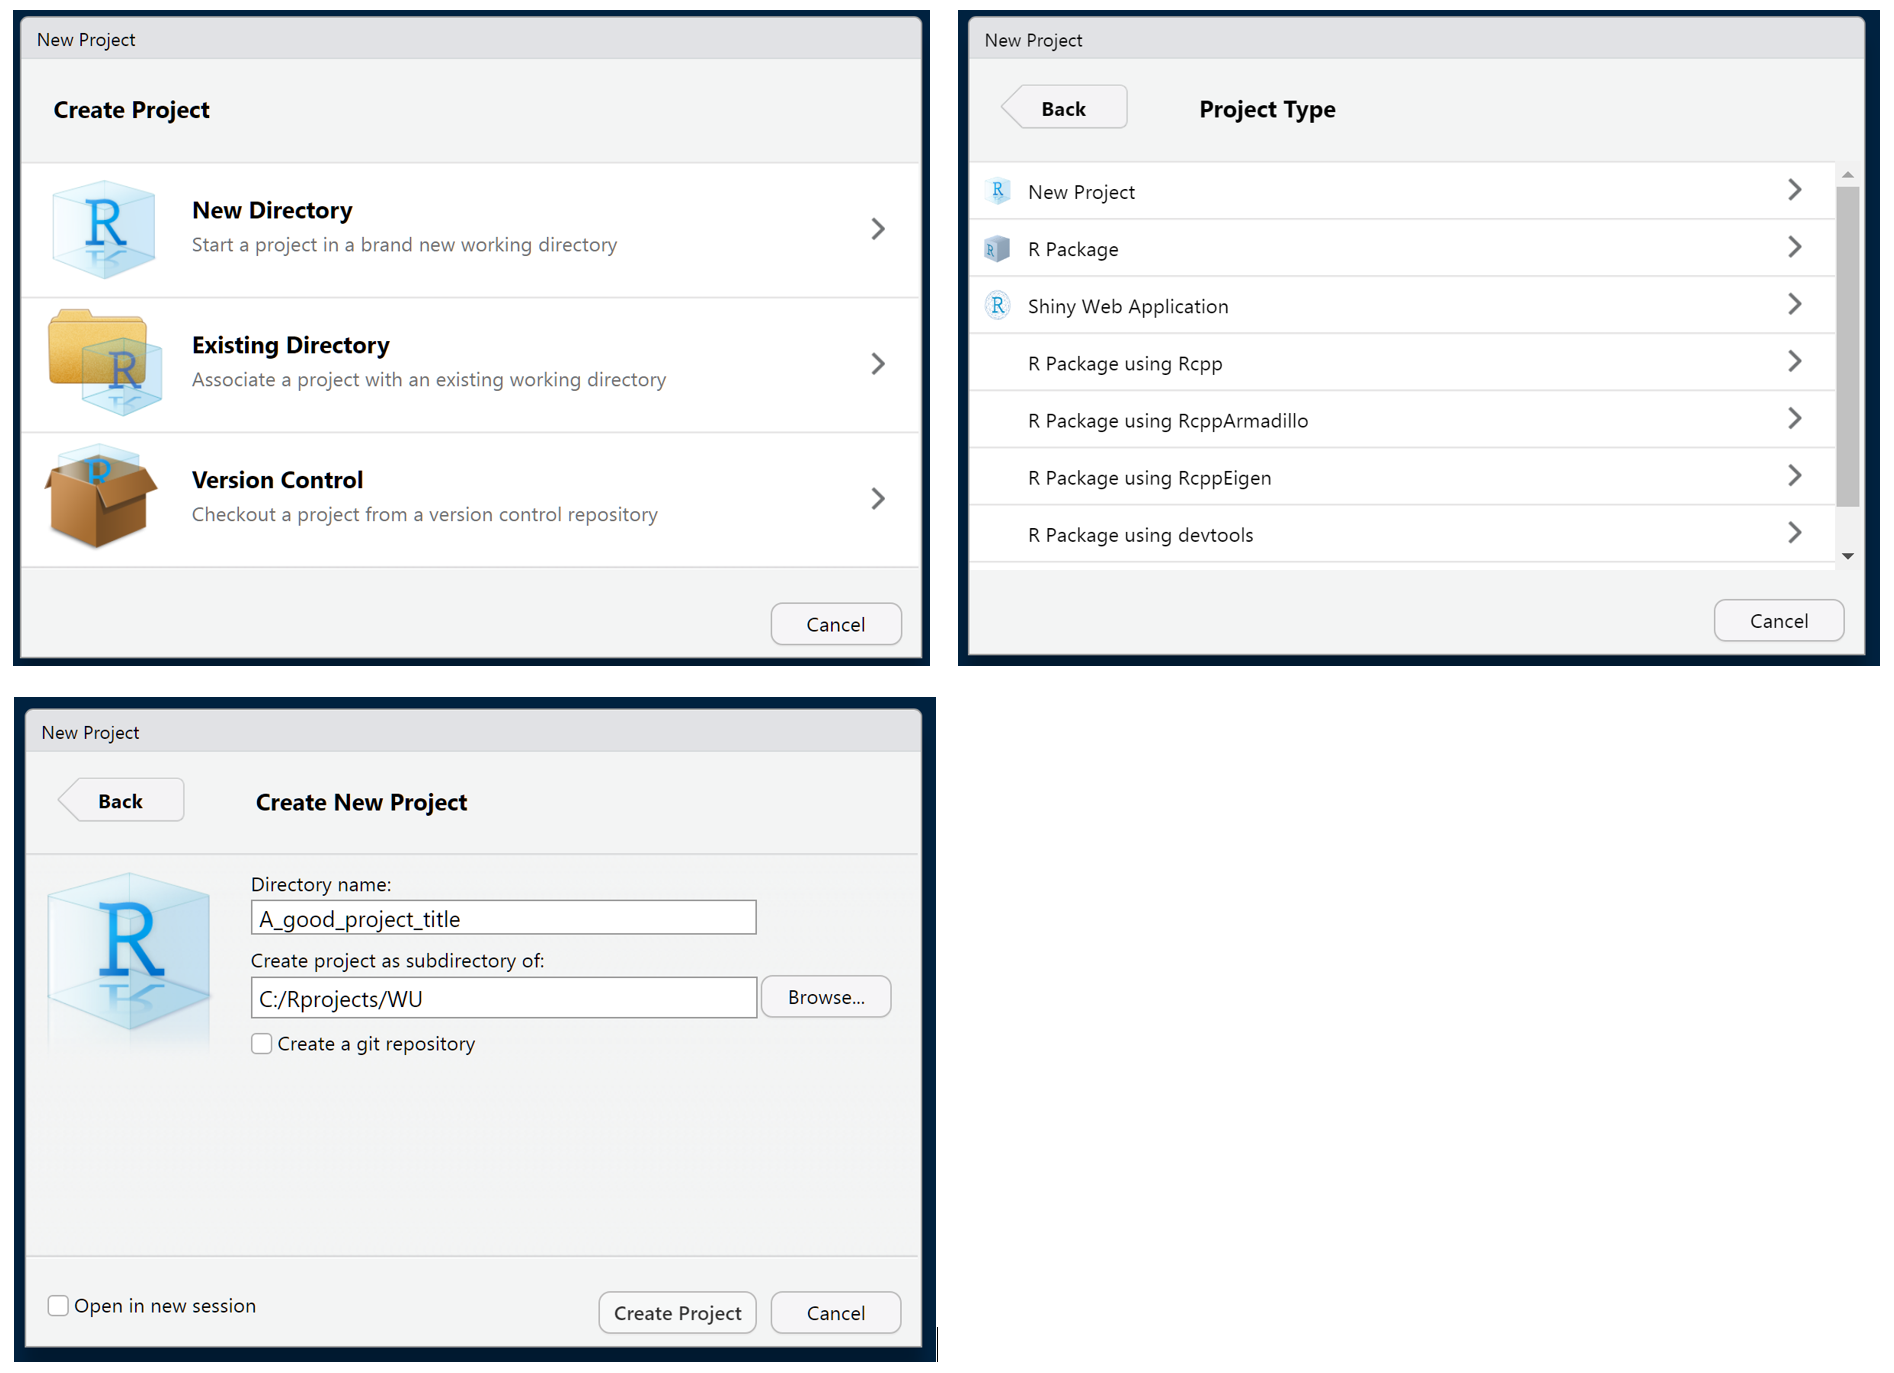 New Project
Create Project
New Directory
Start a project in a brand new working directory
Existing Directory
Associate a project with an existing working directory
Version Control
Checkout a project from a version control repository
Cancel
New Project
Back
Project Type
New Project
R Package
Shiny Web Application
R Package using Rcpp
R Package using RcppArmadillo
R Package using RcppEigen
R Package using devtools
Cancel
New Project
Back
Create New Project
Directory name:
A_good_project_title
Create project as subdirectory of:
C:/Rprojects/WU
Browse...
Create a git repository
Open in new session
Create Project
Cancel